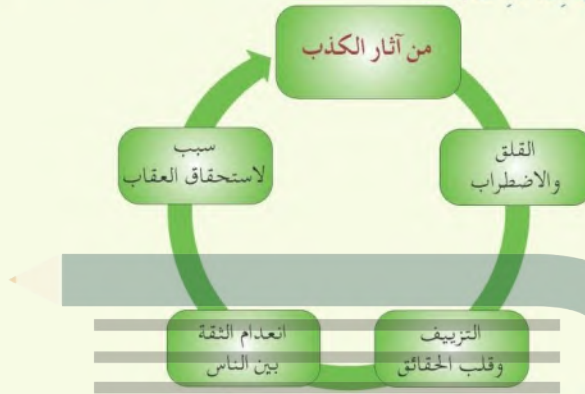 من آثار الكذب
القلق
والاضطراب
التزييف
وقلب الحقائق
انعدام الثقة
بين الناس
سبب
لاستحقاق العقاب